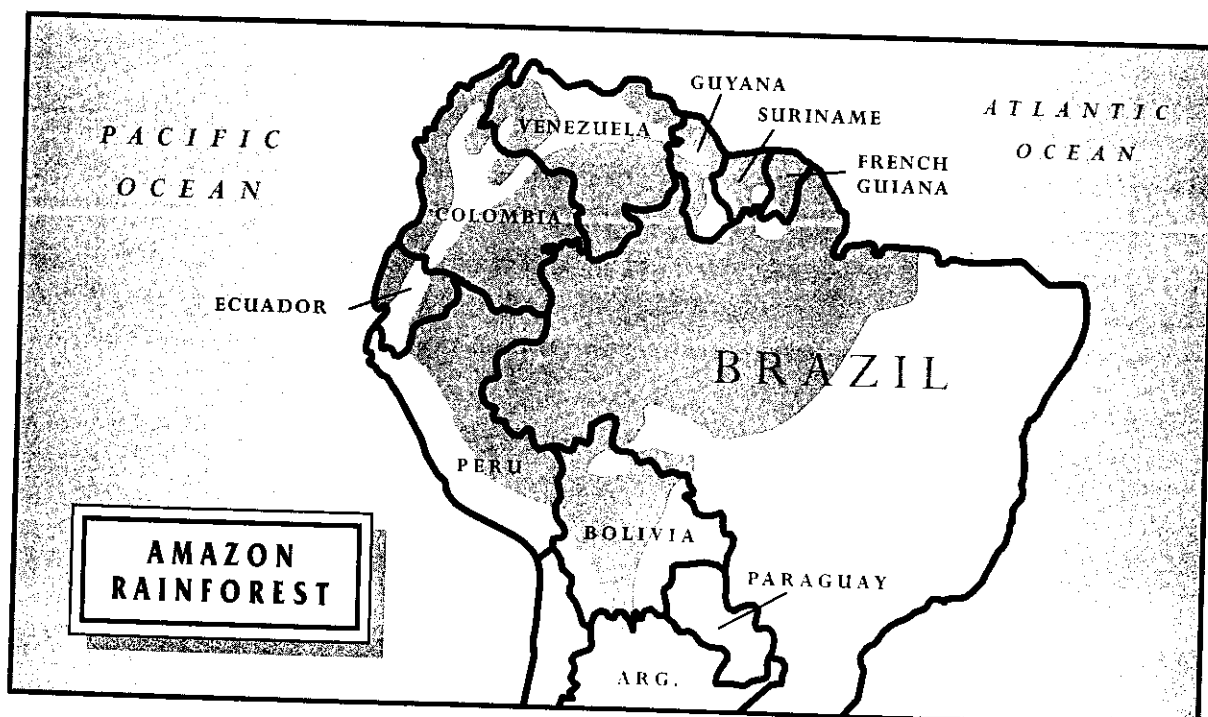 PACIFIC
OCEAN
GUYANA
SURINAME
FRENCH
GUIANA
ATLANTIC
OCEAN
VENEZUELA
COLOMBIA
ECUADOR
BRAZIL
PERU
BOLIVIA
PARAGUAY
ARG.
AMAZON
RAINFOREST